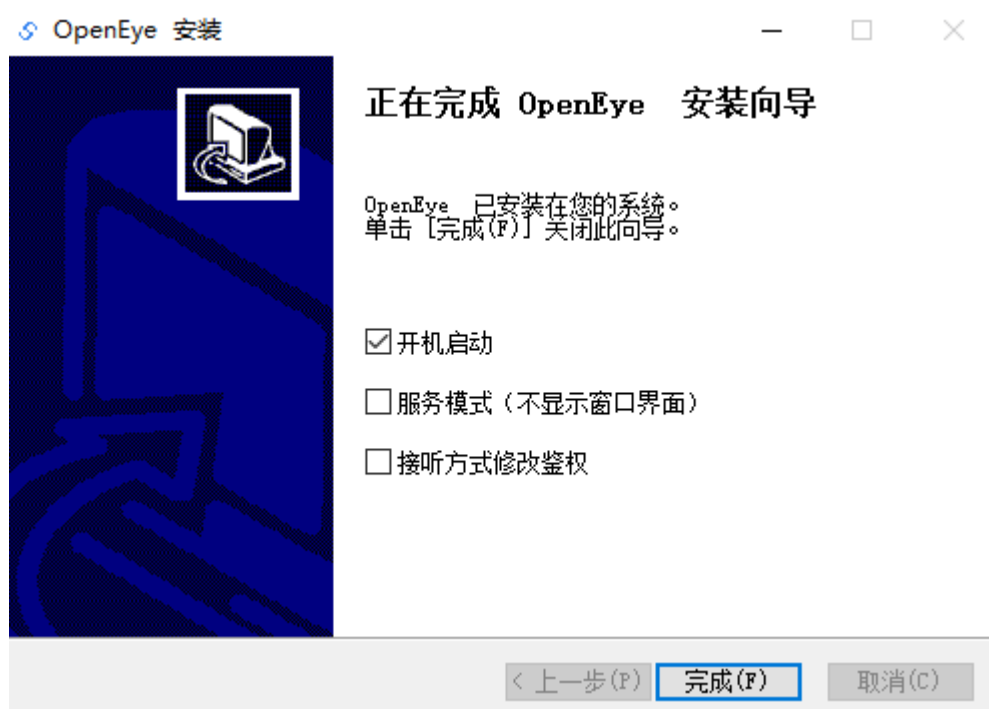 OpenEye 安装
正在完成 OpenEye 安装向导
OpenEye 已安装在您的系统。
单击 [完成(F)] 关闭此向导。
开机启动
服务模式（不显示窗口界面）
接听方式修改鉴权
< 上一步(P)
完成(F)
取消(C)